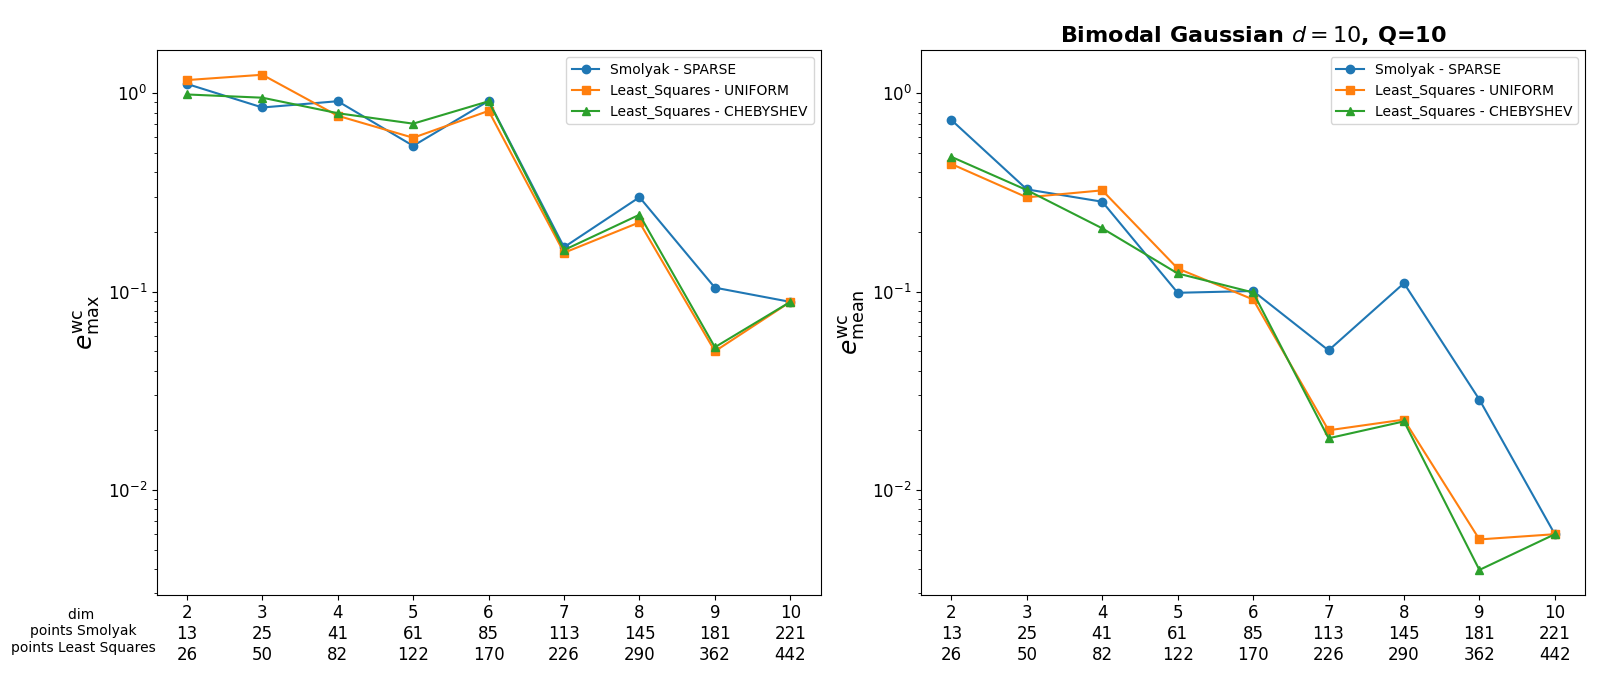 Bimodal Gaussian d = 10, Q=10
Smolyak - SPARSE
Least_Squares - UNIFORM
Least_Squares - CHEBYSHEV
10⁰
10⁻¹
10⁻²
e^wc_max
dim 2 3 4 5 6 7 8 9 10
points Smolyak 13 25 41 61 85 113 145 181 221
points Least Squares 26 50 82 122 170 226 290 362 442
Smolyak - SPARSE
Least_Squares - UNIFORM
Least_Squares - CHEBYSHEV
10⁰
10⁻¹
10⁻²
e^wc_mean
2 3 4 5 6 7 8 9 10
13 25 41 61 85 113 145 181 221
26 50 82 122 170 226 290 362 442